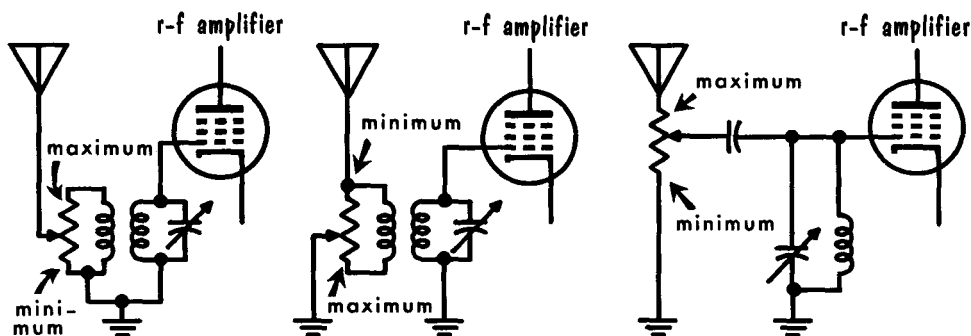 r-f amplifier
maximum
mini-
mum
r-f amplifier
minimum
maximum
r-f amplifier
maximum
minimum